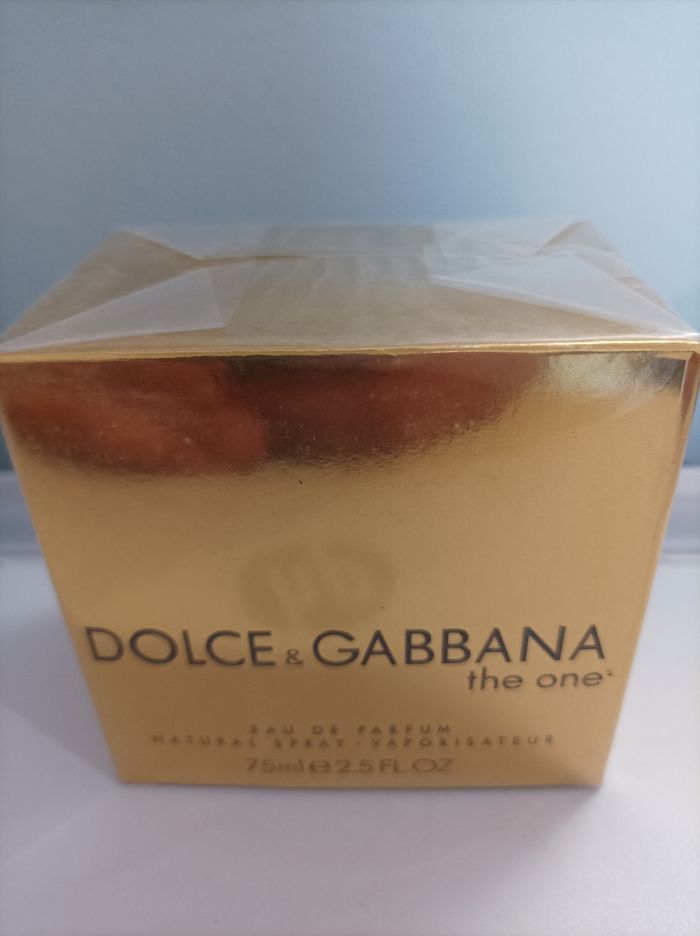 DOLCE & GABBANA
the one
EAU DE PARFUM
NATURAL SPRAY - VAPORISATEUR
75ml e 2.5 FL.OZ.